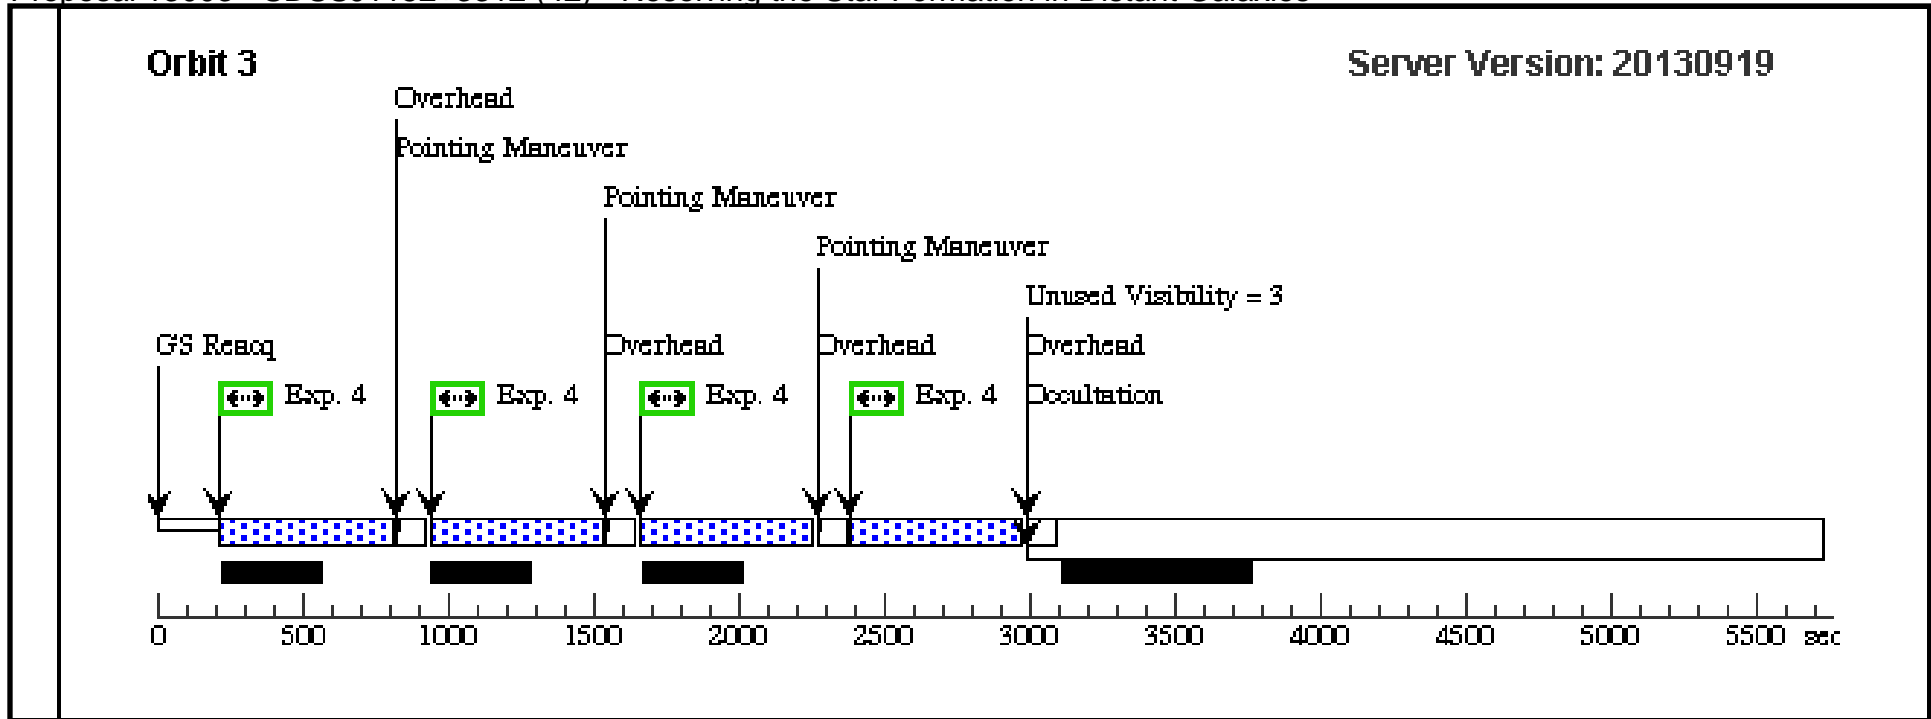 Orbit 3
Server Version: 20130919
Overhead
Pointing Maneuver
Pointing Maneuver
Pointing Maneuver
Unused Visibility = 3
GS Reacq
Overhead
Overhead
Overhead
Exp. 4
Exp. 4
Exp. 4
Exp. 4
Occultation
0 500 1000 1500 2000 2500 3000 3500 4000 4500 5000 5500 sec